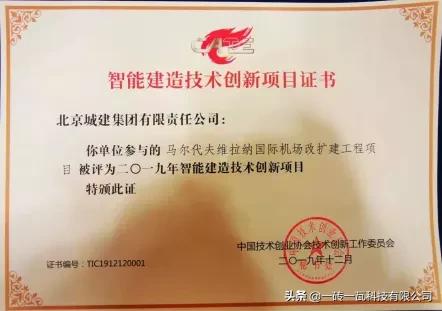 智能建造技术创新项目证书
北京城建集团有限责任公司：
你单位参与的 马尔代夫维拉纳国际机场改扩建工程项
目 被评为二〇一九年智能建造技术创新项目
特颁此证
中国技术创业协会技术创新工作委员会
二〇一九年十二月
证书编号：TIC1912120001
头条 @一砖一瓦科技有限公司